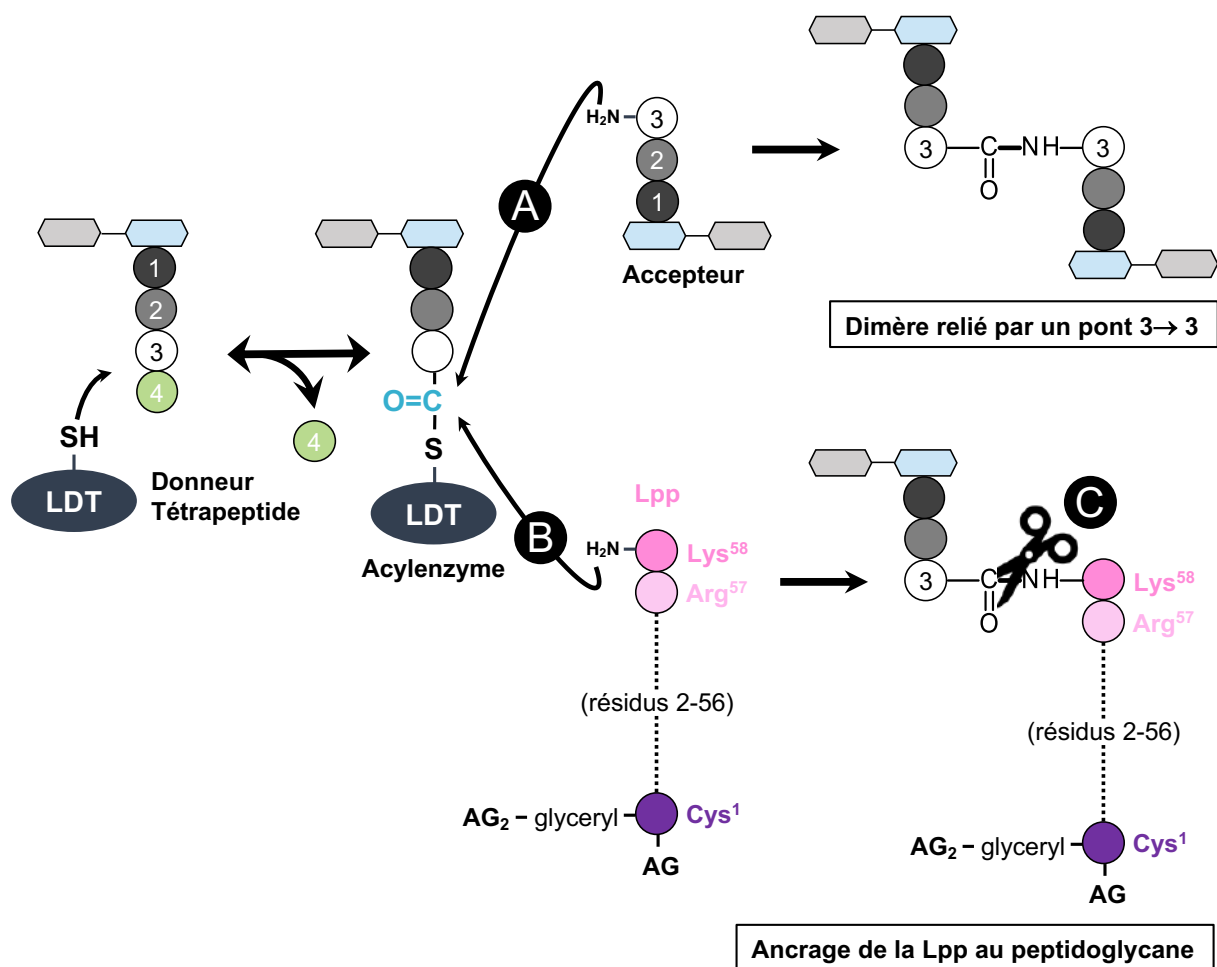 H₂N
3
2
1
A
Accepteur
3
C
NH
3
O
Dimère relié par un pont 3→ 3
1
2
3
4
SH
LDT
Donneur
Tétrapeptide
4
O=C
S
LDT
Acylenzyme
B
Lpp
H₂N
Lys⁵⁸
Arg⁵⁷
(résidus 2-56)
AG₂ – glyceryl
Cys¹
AG
C
3
C
NH
O
Lys⁵⁸
Arg⁵⁷
(résidus 2-56)
AG₂ – glyceryl
Cys¹
AG
Ancrage de la Lpp au peptidoglycane